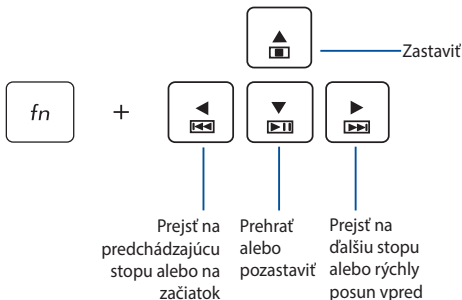 Zastaviť
fn
+
Prejsť na
predchádzajúcu
stopu alebo na
začiatok
Prehrať
alebo
pozastaviť
Prejsť na
ďalšiu stopu
alebo rýchly
posun vpred